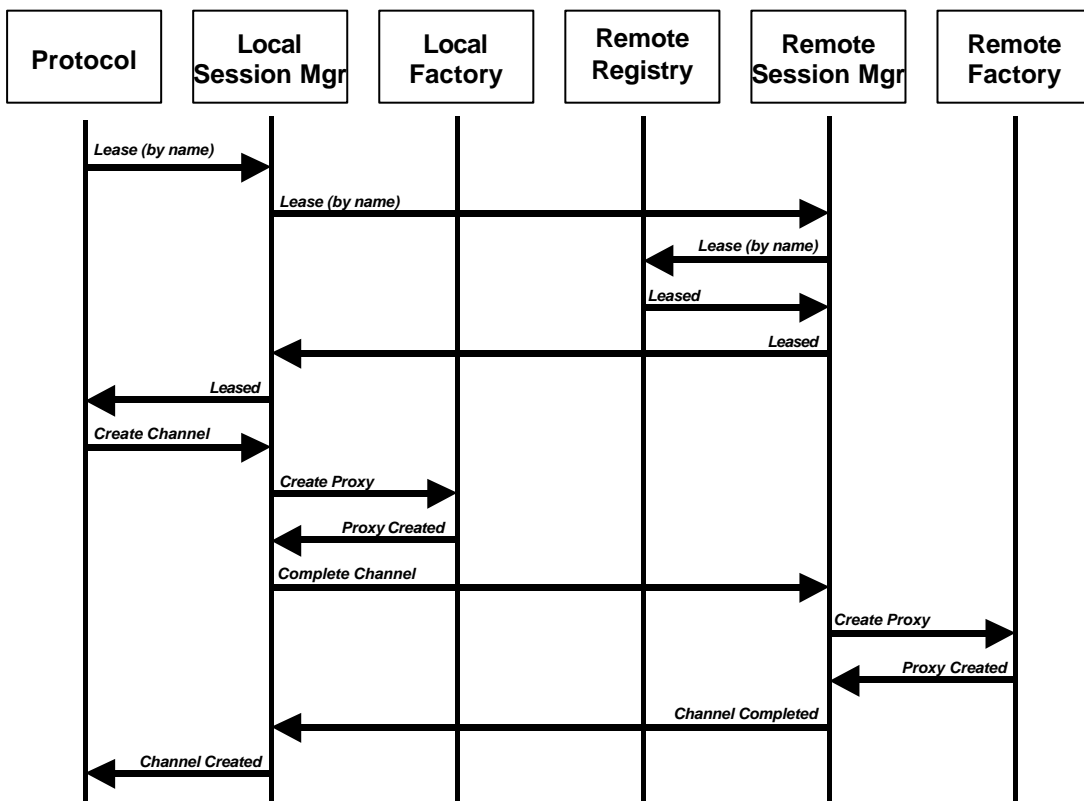 Protocol
Local
Session Mgr
Local
Factory
Remote
Registry
Remote
Session Mgr
Remote
Factory
Lease (by name)
Lease (by name)
Lease (by name)
Leased
Leased
Leased
Create Channel
Create Proxy
Proxy Created
Complete Channel
Create Proxy
Proxy Created
Channel Completed
Channel Created